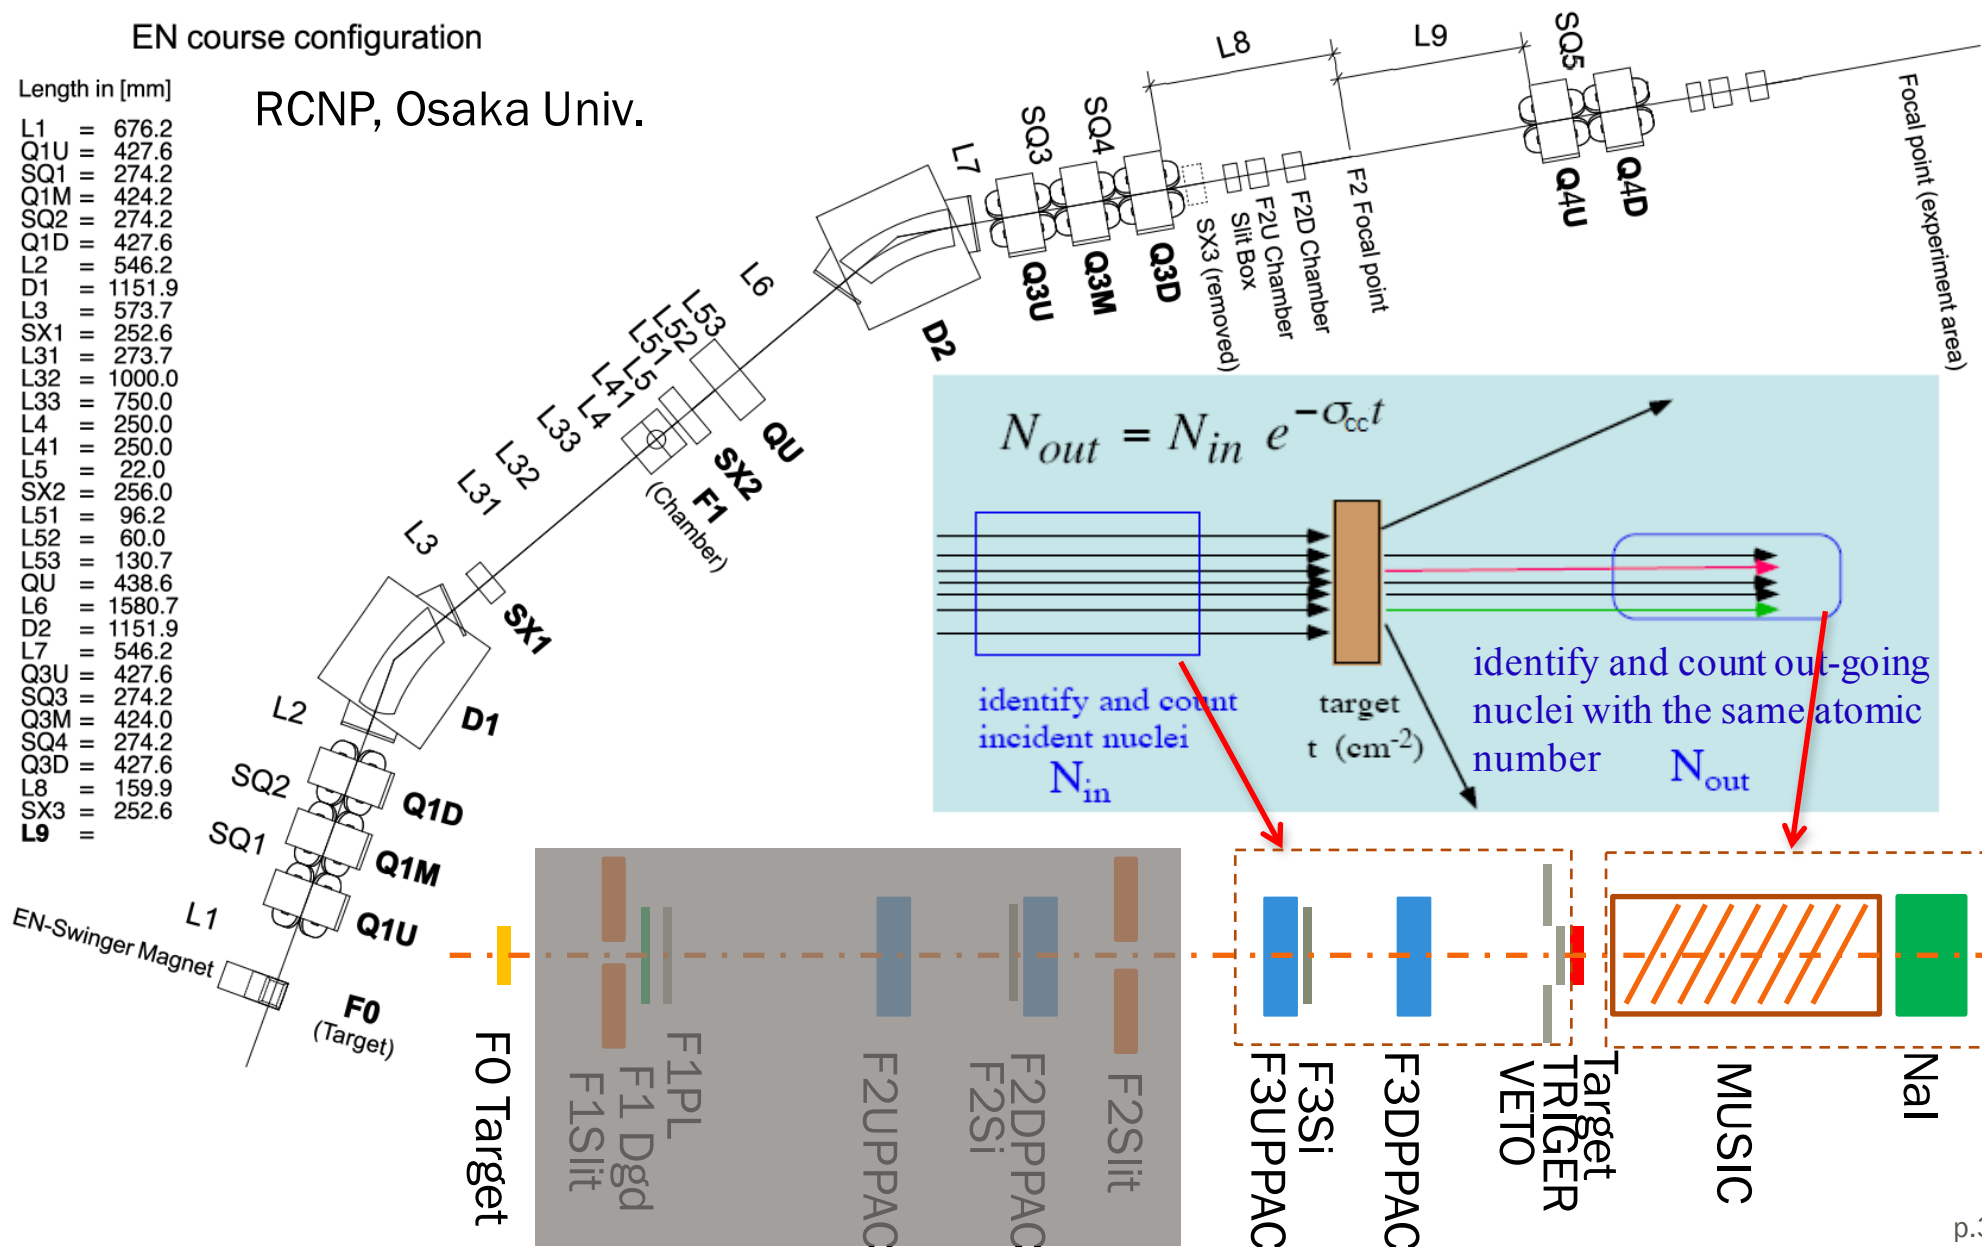 EN course configuration
RCNP, Osaka Univ.
Length in [mm]
L1 = 676.2
Q1U = 427.6
SQ1 = 274.2
Q1M = 424.2
SQ2 = 274.2
Q1D = 427.6
L2 = 546.2
D1 = 1151.9
L3 = 573.7
SX1 = 252.6
L31 = 273.7
L32 = 1000.0
L33 = 750.0
L4 = 250.0
L41 = 250.0
L5 = 22.0
SX2 = 256.0
L51 = 96.2
L52 = 60.0
L53 = 130.7
QU = 438.6
L6 = 1580.7
D2 = 1151.9
L7 = 546.2
Q3U = 427.6
SQ3 = 274.2
Q3M = 424.0
SQ4 = 274.2
Q3D = 427.6
L8 = 159.9
SX3 = 252.6
L9 =
EN-Swinger Magnet
F0
(Target)
L1
Q1U
SQ1
Q1M
SQ2
Q1D
L2
D1
L3
SX1
L31
L32
L33
L4
L41
L5
L51
L52
L53
F1
(Chamber)
SX2
QU
L6
D2
L7
SQ3
SQ4
Q3U
Q3M
Q3D
L8
L9
SX3 (removed)
Slit Box
F2U Chamber
F2D Chamber
F2 Focal point
SQ5
Q4U
Q4D
Focal point (experiment area)
N_out = N_in e^{-σ_cc t}
identify and count
incident nuclei
N_in
target
t (cm^-2)
identify and count out-going
nuclei with the same atomic
number N_out
F0 Target
F1Slit
F1 Dgd
F1PL
F2UPPAC
F2Si
F2DPPAC
F2Slit
F3UPPAC
F3Si
F3DPPAC
VETO
TRIGER
Target
MUSIC
NaI